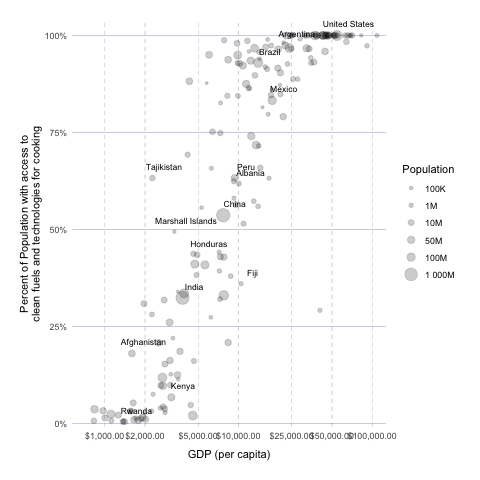 United States
100%
Argentina
Brazil
Mexico
75%
Tajikistan
Peru
Albania
China
Marshall Islands
50%
Honduras
Fiji
India
25%
Afghanistan
Kenya
Rwanda
0%
$1,000.00 $2,000.00 $5,000.00 $10,000.00 $25,000.00 $50,000.00 $100,000.00
GDP (per capita)
Percent of Population with access to
clean fuels and technologies for cooking
Population
100K
1M
10M
50M
100M
1 000M